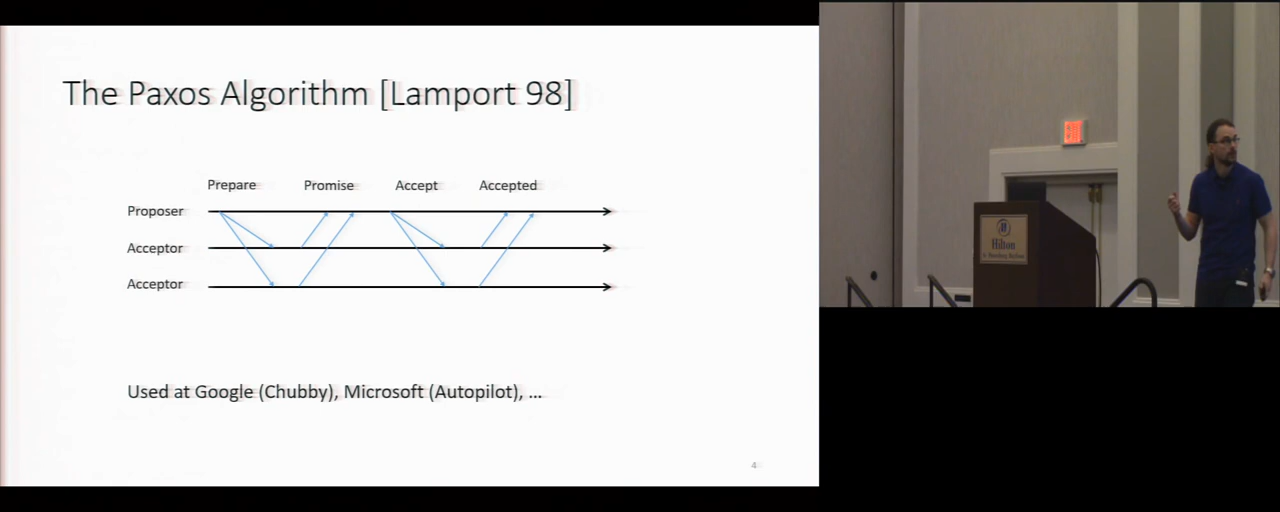 The Paxos Algorithm [Lamport 98]
Prepare Promise Accept Accepted
Proposer
Acceptor
Acceptor
Used at Google (Chubby), Microsoft (Autopilot), ...
4
Hilton